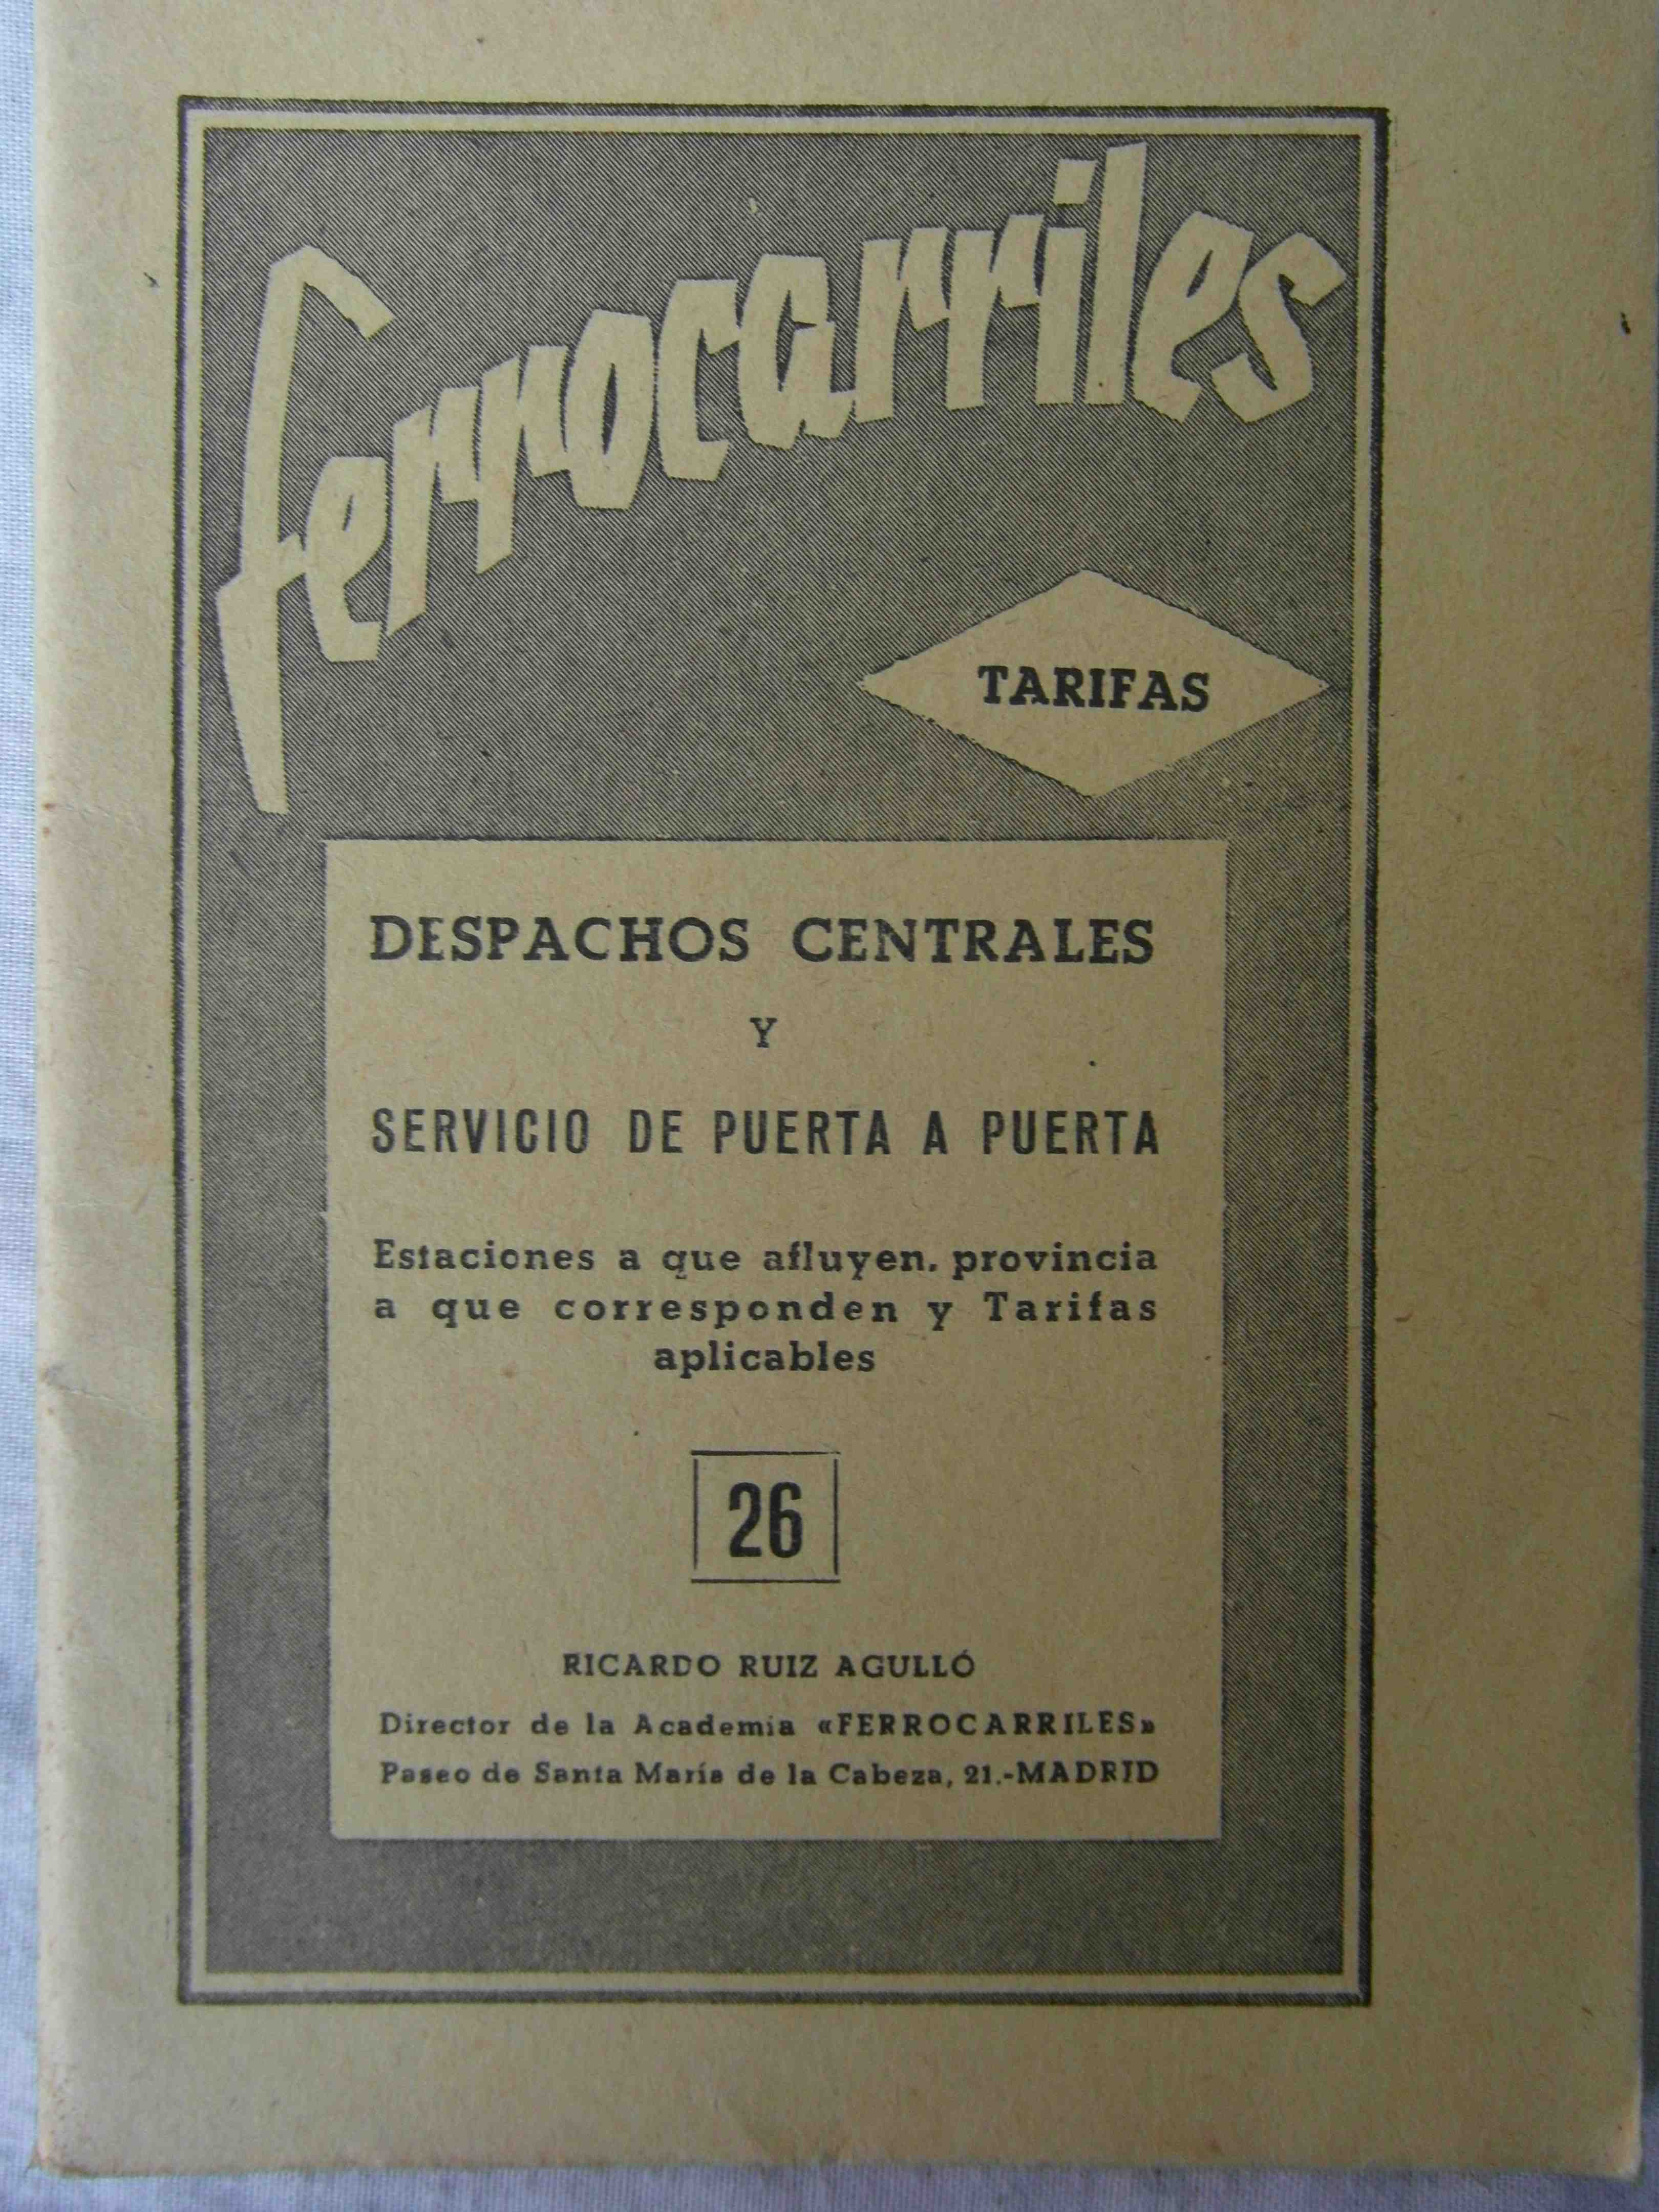 Ferrocarriles
TARIFAS
DESPACHOS CENTRALES
Y
SERVICIO DE PUERTA A PUERTA
Estaciones a que afluyen. provincia
a que corresponden y Tarifas
aplicables
26
RICARDO RUIZ AGULLÓ
Director de la Academia «FERROCARRILES»
Paseo de Santa María de la Cabeza, 21.-MADRID